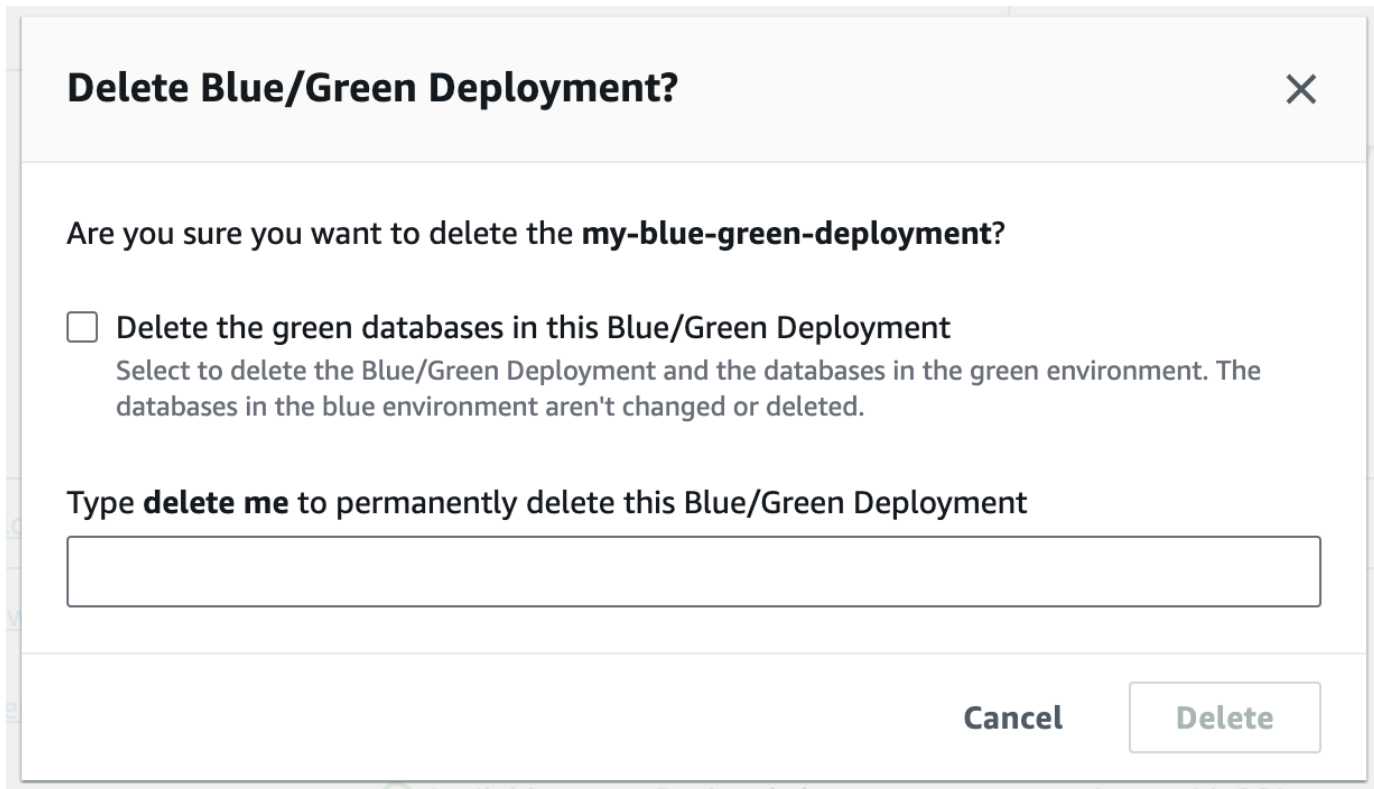 Delete Blue/Green Deployment?
Are you sure you want to delete the my-blue-green-deployment?
Delete the green databases in this Blue/Green Deployment
Select to delete the Blue/Green Deployment and the databases in the green environment. The
databases in the blue environment aren't changed or deleted.
Type delete me to permanently delete this Blue/Green Deployment
Cancel
Delete